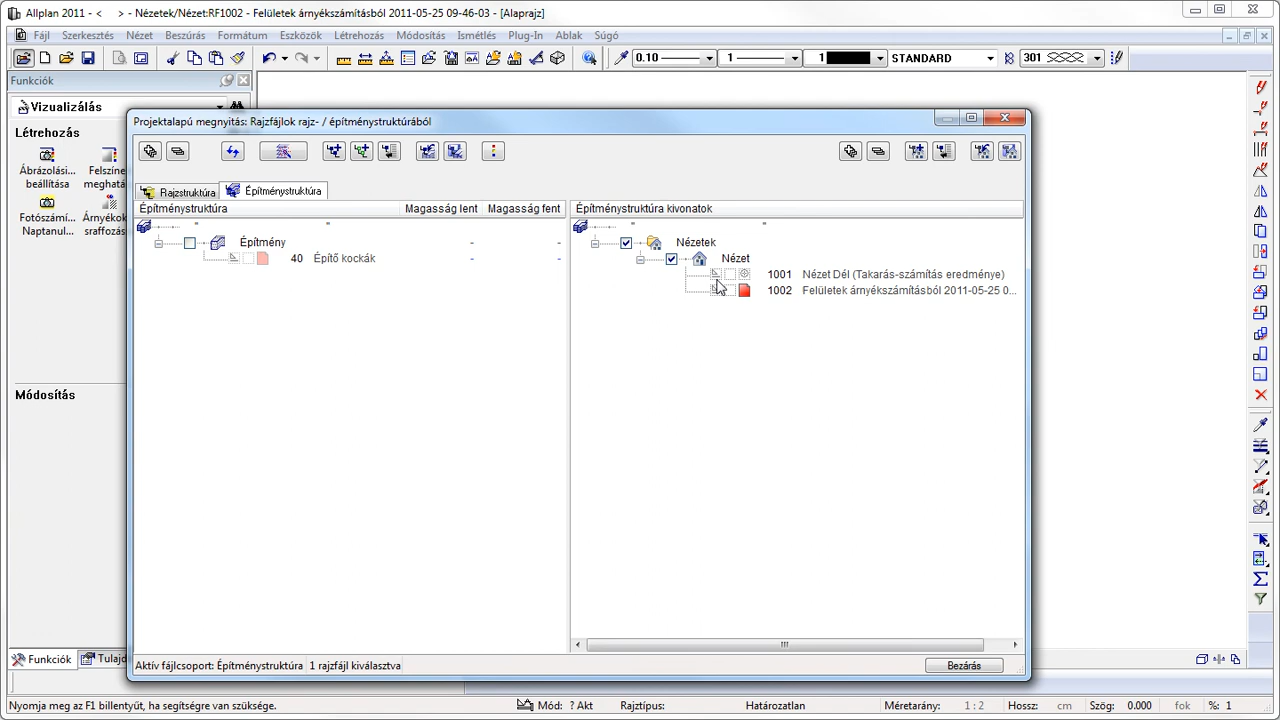 Allplan 2011 - < > - Nézetek/Nézet:RF1002 - Felületek árnyékszámításból 2011-05-25 09-46-03 - [Alaprajz]
Fájl Szerkesztés Nézet Beszúrás Formátum Eszközök Létrehozás Módosítás Ismétlés Plug-In Ablak Súgó
0.10 1 1 STANDARD 301
Funkciók
Vizualizálás
Létrehozás
Ábrázolási... beállítása
Felszíne meghatá
Fotószámí... Naptanul...
Árnyékok sraffozás
Módosítás
Projektalapú megnyitás: Rajzfájlok rajz- / építménystruktúrából
Rajzstruktúra Építménystruktúra
Építménystruktúra Magasság lent Magasság fent
" "
Építmény - -
40 Építő kockák - -
Építménystruktúra kivonatok
" "
Nézetek
Nézet
1001 Nézet Dél (Takarás-számítás eredménye)
1002 Felületek árnyékszámításból 2011-05-25 0...
Aktív fájlcsoport: Építménystruktúra 1 rajzfájl kiválasztva
Bezárás
Funkciók Tulajd
Nyomja meg az F1 billentyűt, ha segítségre van szüksége. Mód: ? Akt Rajztípus: Határozatlan Méretarány: 1 : 2 Hossz: cm Szög: 0.000 fok %: 1